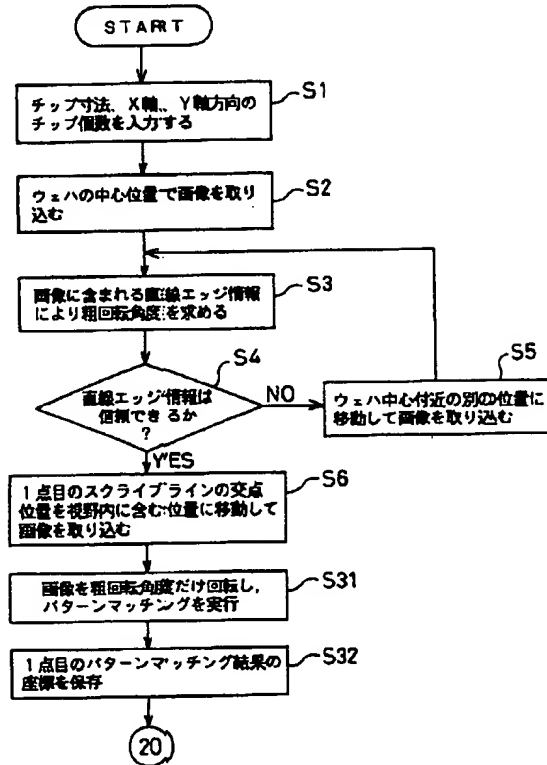 START
チップ寸法、X軸、Y軸方向の
チップ個数を入力する
S1
ウェハの中心位置で画像を取り
込む
S2
画像に含まれる直線エッジ情報
により粗回転角度を求める
S3
直線エッジ情報は
信頼できるか
?
S4
NO
ウェハ中心付近の別の位置に
移動して画像を取り込む
S5
YES
1点目のスクライブラインの交点
位置を視野内に含む位置に移動して
画像を取り込む
S6
画像を粗回転角度だけ回転し,
パターンマッチングを実行
S31
1点目のパターンマッチング結果の
座標を保存
S32
20